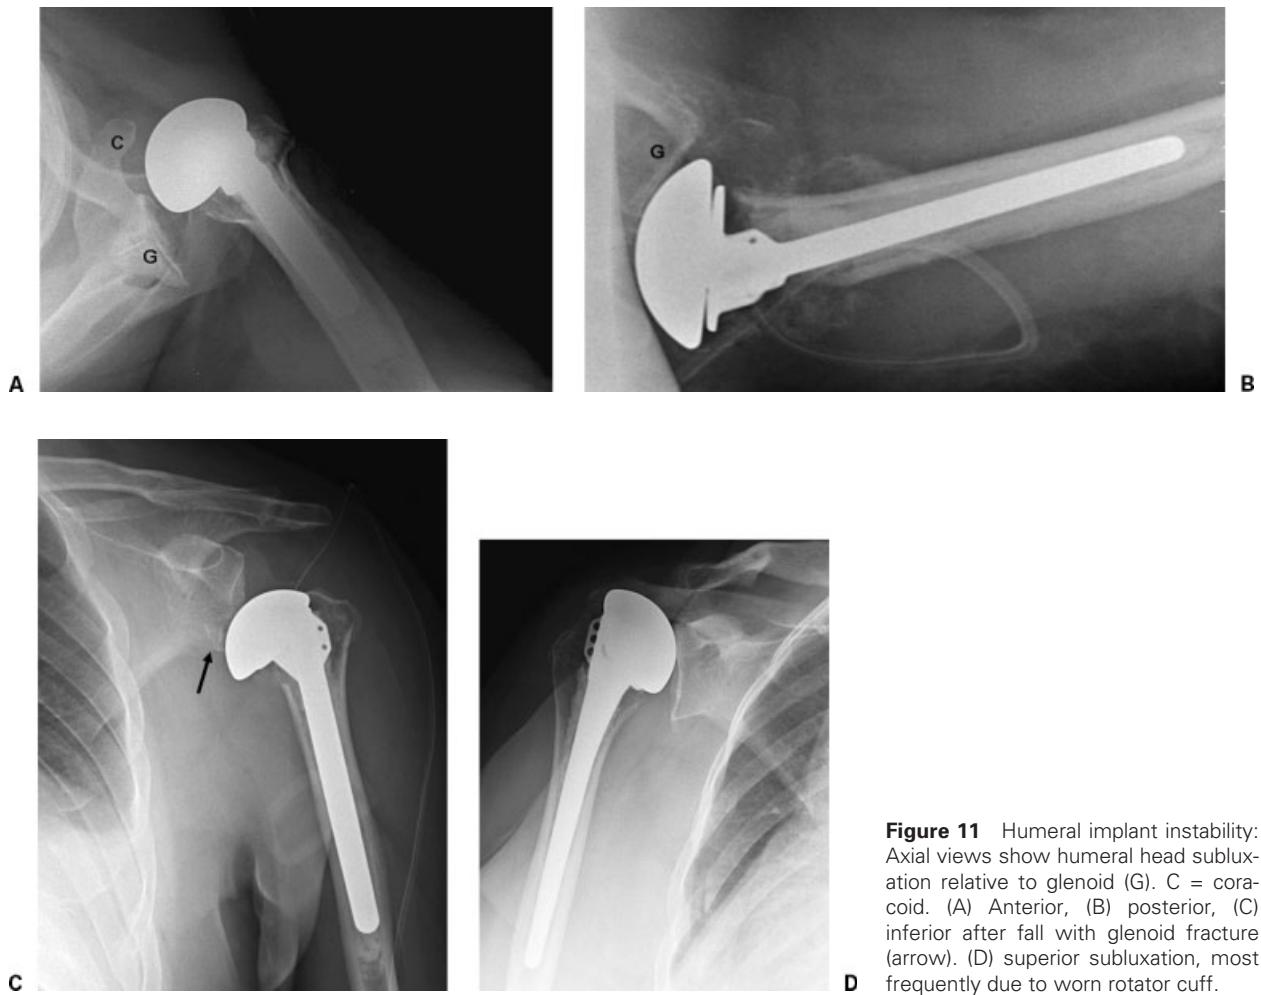 C
G
A
G
B
C
D
Figure 11 Humeral implant instability:
Axial views show humeral head sublux-
ation relative to glenoid (G). C = cora-
coid. (A) Anterior, (B) posterior, (C)
inferior after fall with glenoid fracture
(arrow). (D) superior subluxation, most
frequently due to worn rotator cuff.